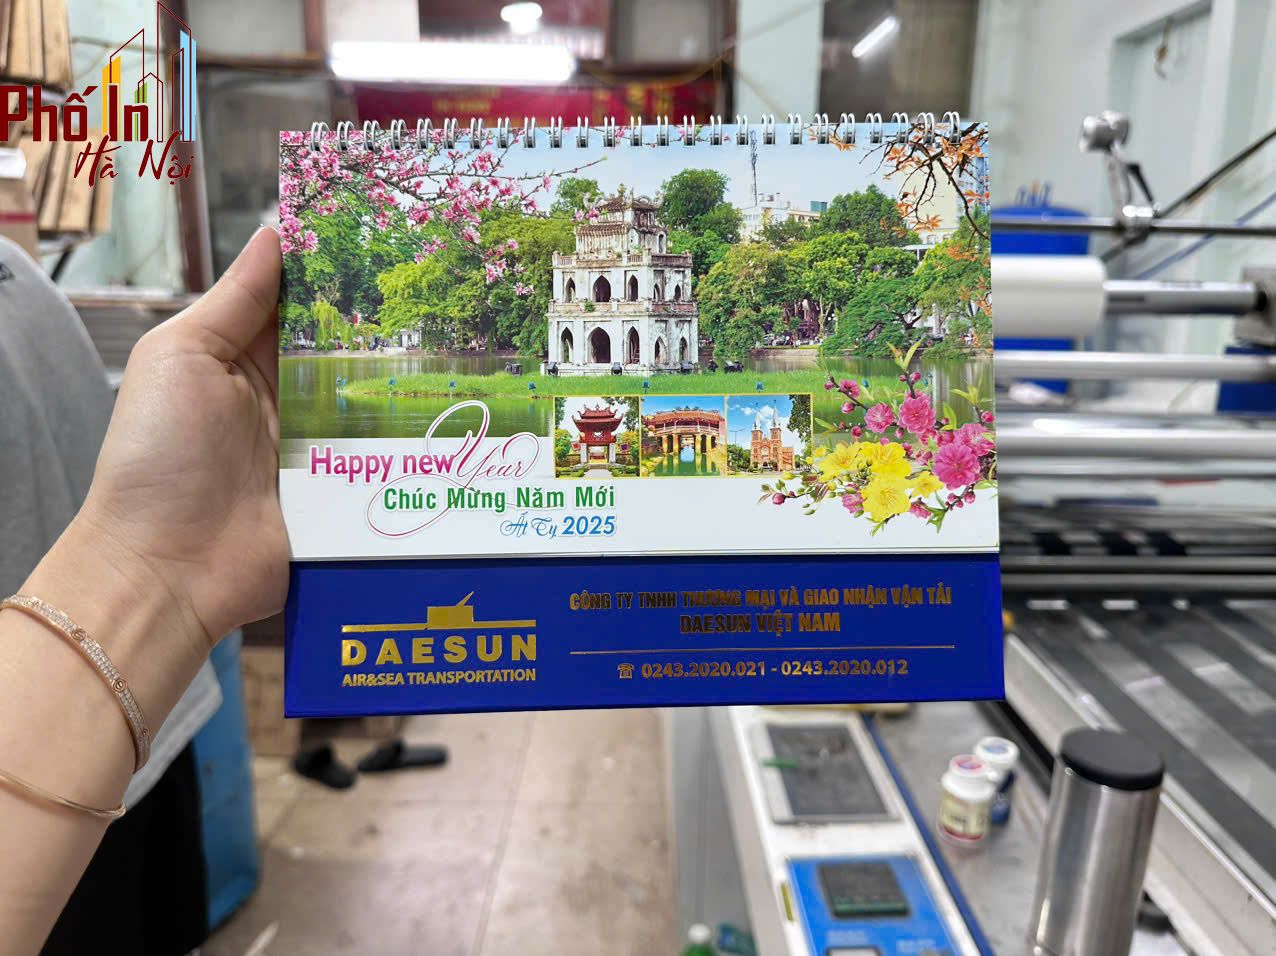 Phố In
Hà Nội
Happy new Year
Chúc Mừng Năm Mới
Ất Tỵ 2025
DAESUN
AIR&SEA TRANSPORTATION
CÔNG TY TNHH THƯƠNG MẠI VÀ GIAO NHẬN VẬN TẢI
DAESUN VIỆT NAM
☎ 0243.2020.021 - 0243.2020.012